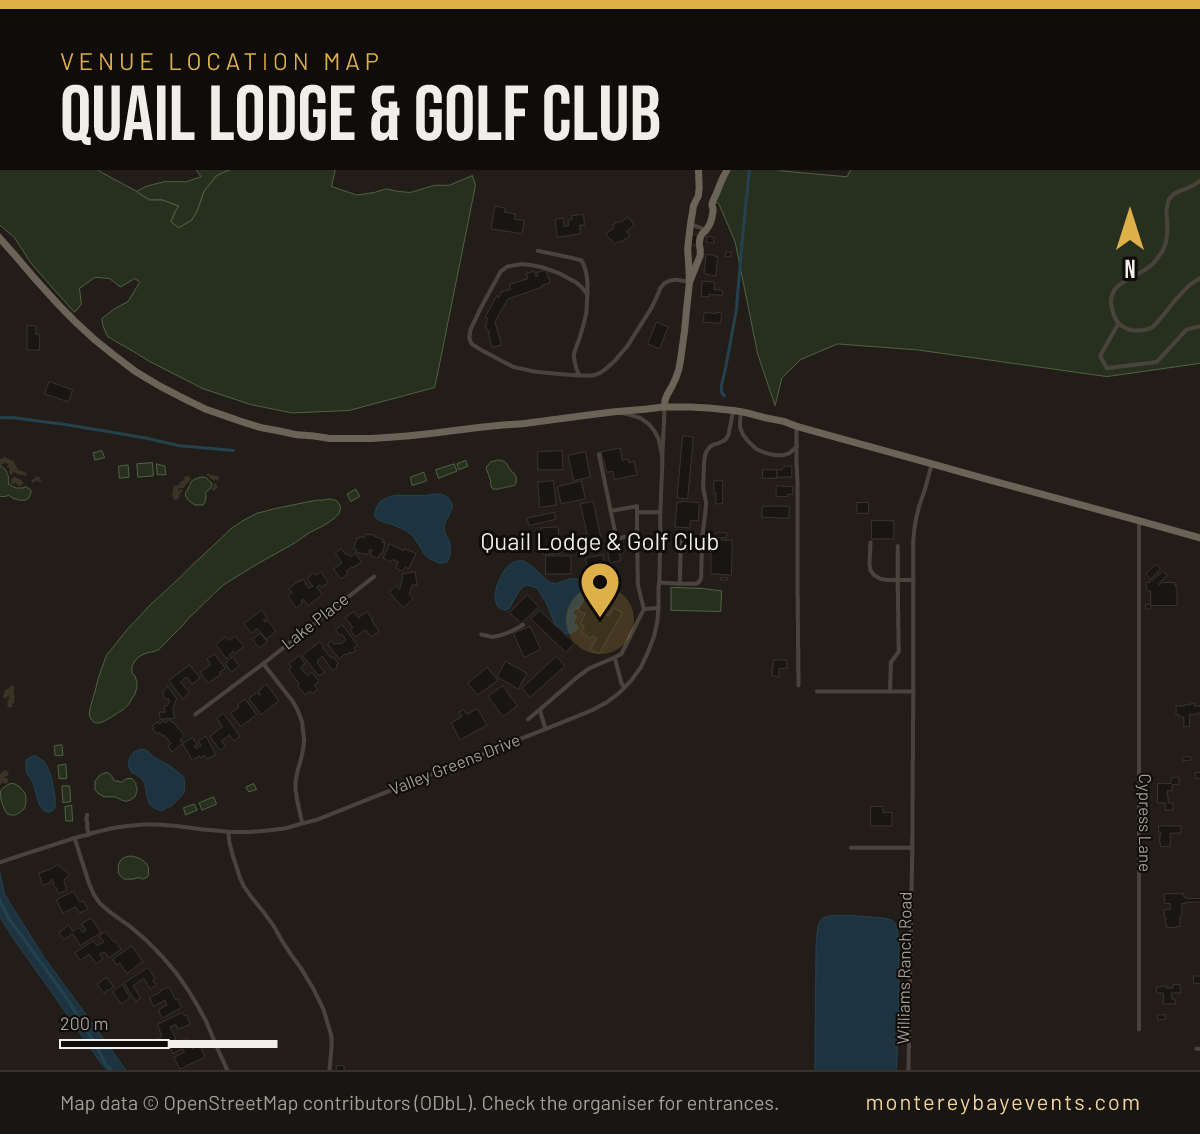 VENUE LOCATION MAP
QUAIL LODGE & GOLF CLUB
N
Quail Lodge & Golf Club
Lake Place
Valley Greens Drive
Cypress Lane
Williams Ranch Road
200 m
Map data © OpenStreetMap contributors (ODbL). Check the organiser for entrances.
montereybayevents.com